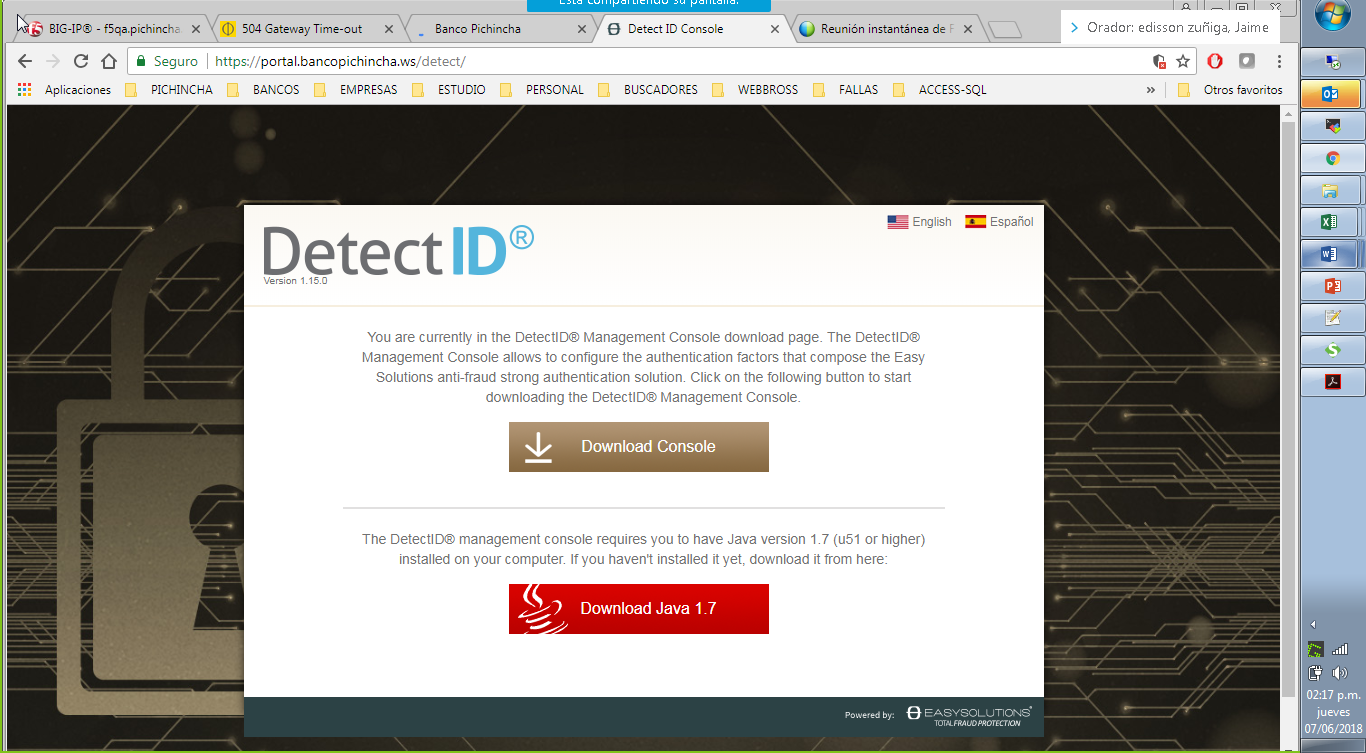 Está compartiendo su pantalla.
BIG-IP® - f5qa.pichincha
504 Gateway Time-out
Banco Pichincha
Detect ID Console
Reunión instantánea de
Orador: edisson zuñiga, Jaime
Seguro
https://portal.bancopichincha.ws/detect/
Aplicaciones
PICHINCHA
BANCOS
EMPRESAS
ESTUDIO
PERSONAL
BUSCADORES
WEBBROSS
FALLAS
ACCESS-SQL
»
Otros favoritos
English
Español
DetectID®
Version 1.15.0
You are currently in the DetectID® Management Console download page. The DetectID®
Management Console allows to configure the authentication factors that compose the Easy
Solutions anti-fraud strong authentication solution. Click on the following button to start
downloading the DetectID® Management Console.
Download Console
The DetectID® management console requires you to have Java version 1.7 (u51 or higher)
installed on your computer. If you haven't installed it yet, download it from here:
Download Java 1.7
Powered by:
EASYSOLUTIONS®
TOTAL FRAUD PROTECTION
02:17 p.m.
jueves
07/06/2018